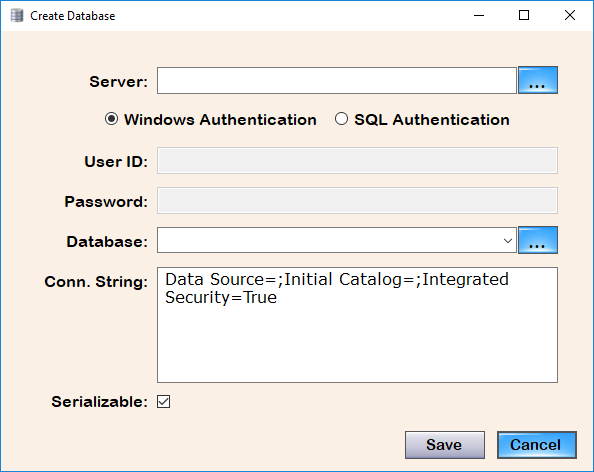 Create Database
Server: ...
Windows Authentication SQL Authentication
User ID:
Password:
Database: ...
Conn. String: Data Source=;Initial Catalog=;Integrated
Security=True
Serializable:
Save Cancel